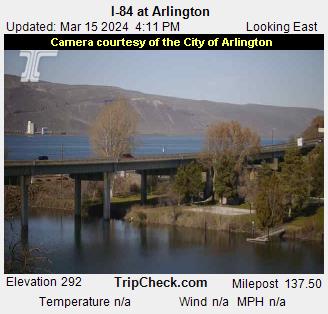 I-84 at Arlington
Updated: Mar 15 2024 4:11 PM Looking East
Camera courtesy of the City of Arlington
Elevation 292 TripCheck.com Milepost 137.50
Temperature n/a Wind n/a MPH n/a